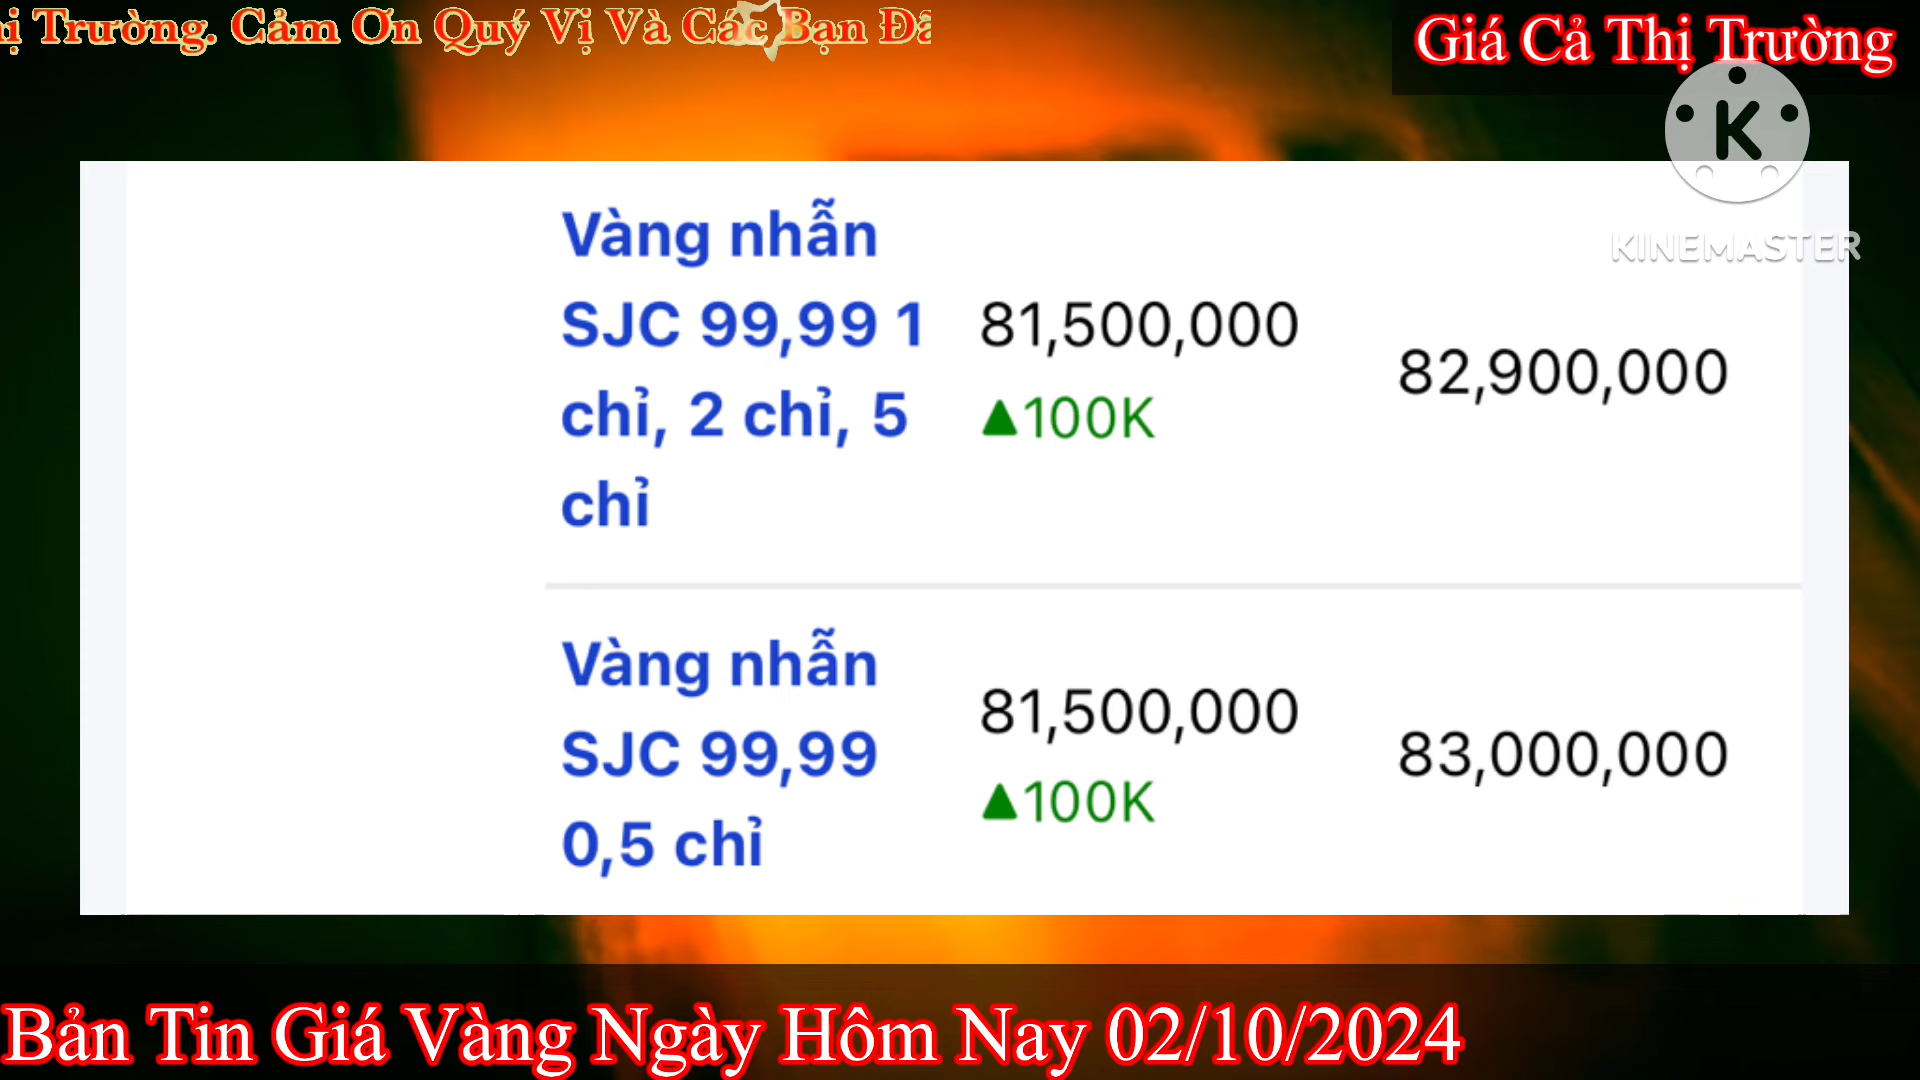 Trường. Cảm Ơn Quý Vị Và Các Bạn
Giá Cả Thị Trường
K
KINEMASTER
Vàng nhẫn
SJC 99,99 1
chỉ, 2 chỉ, 5
chỉ
81,500,000
▲100K
82,900,000
Vàng nhẫn
SJC 99,99
0,5 chỉ
81,500,000
▲100K
83,000,000
Bản Tin Giá Vàng Ngày Hôm Nay 02/10/2024